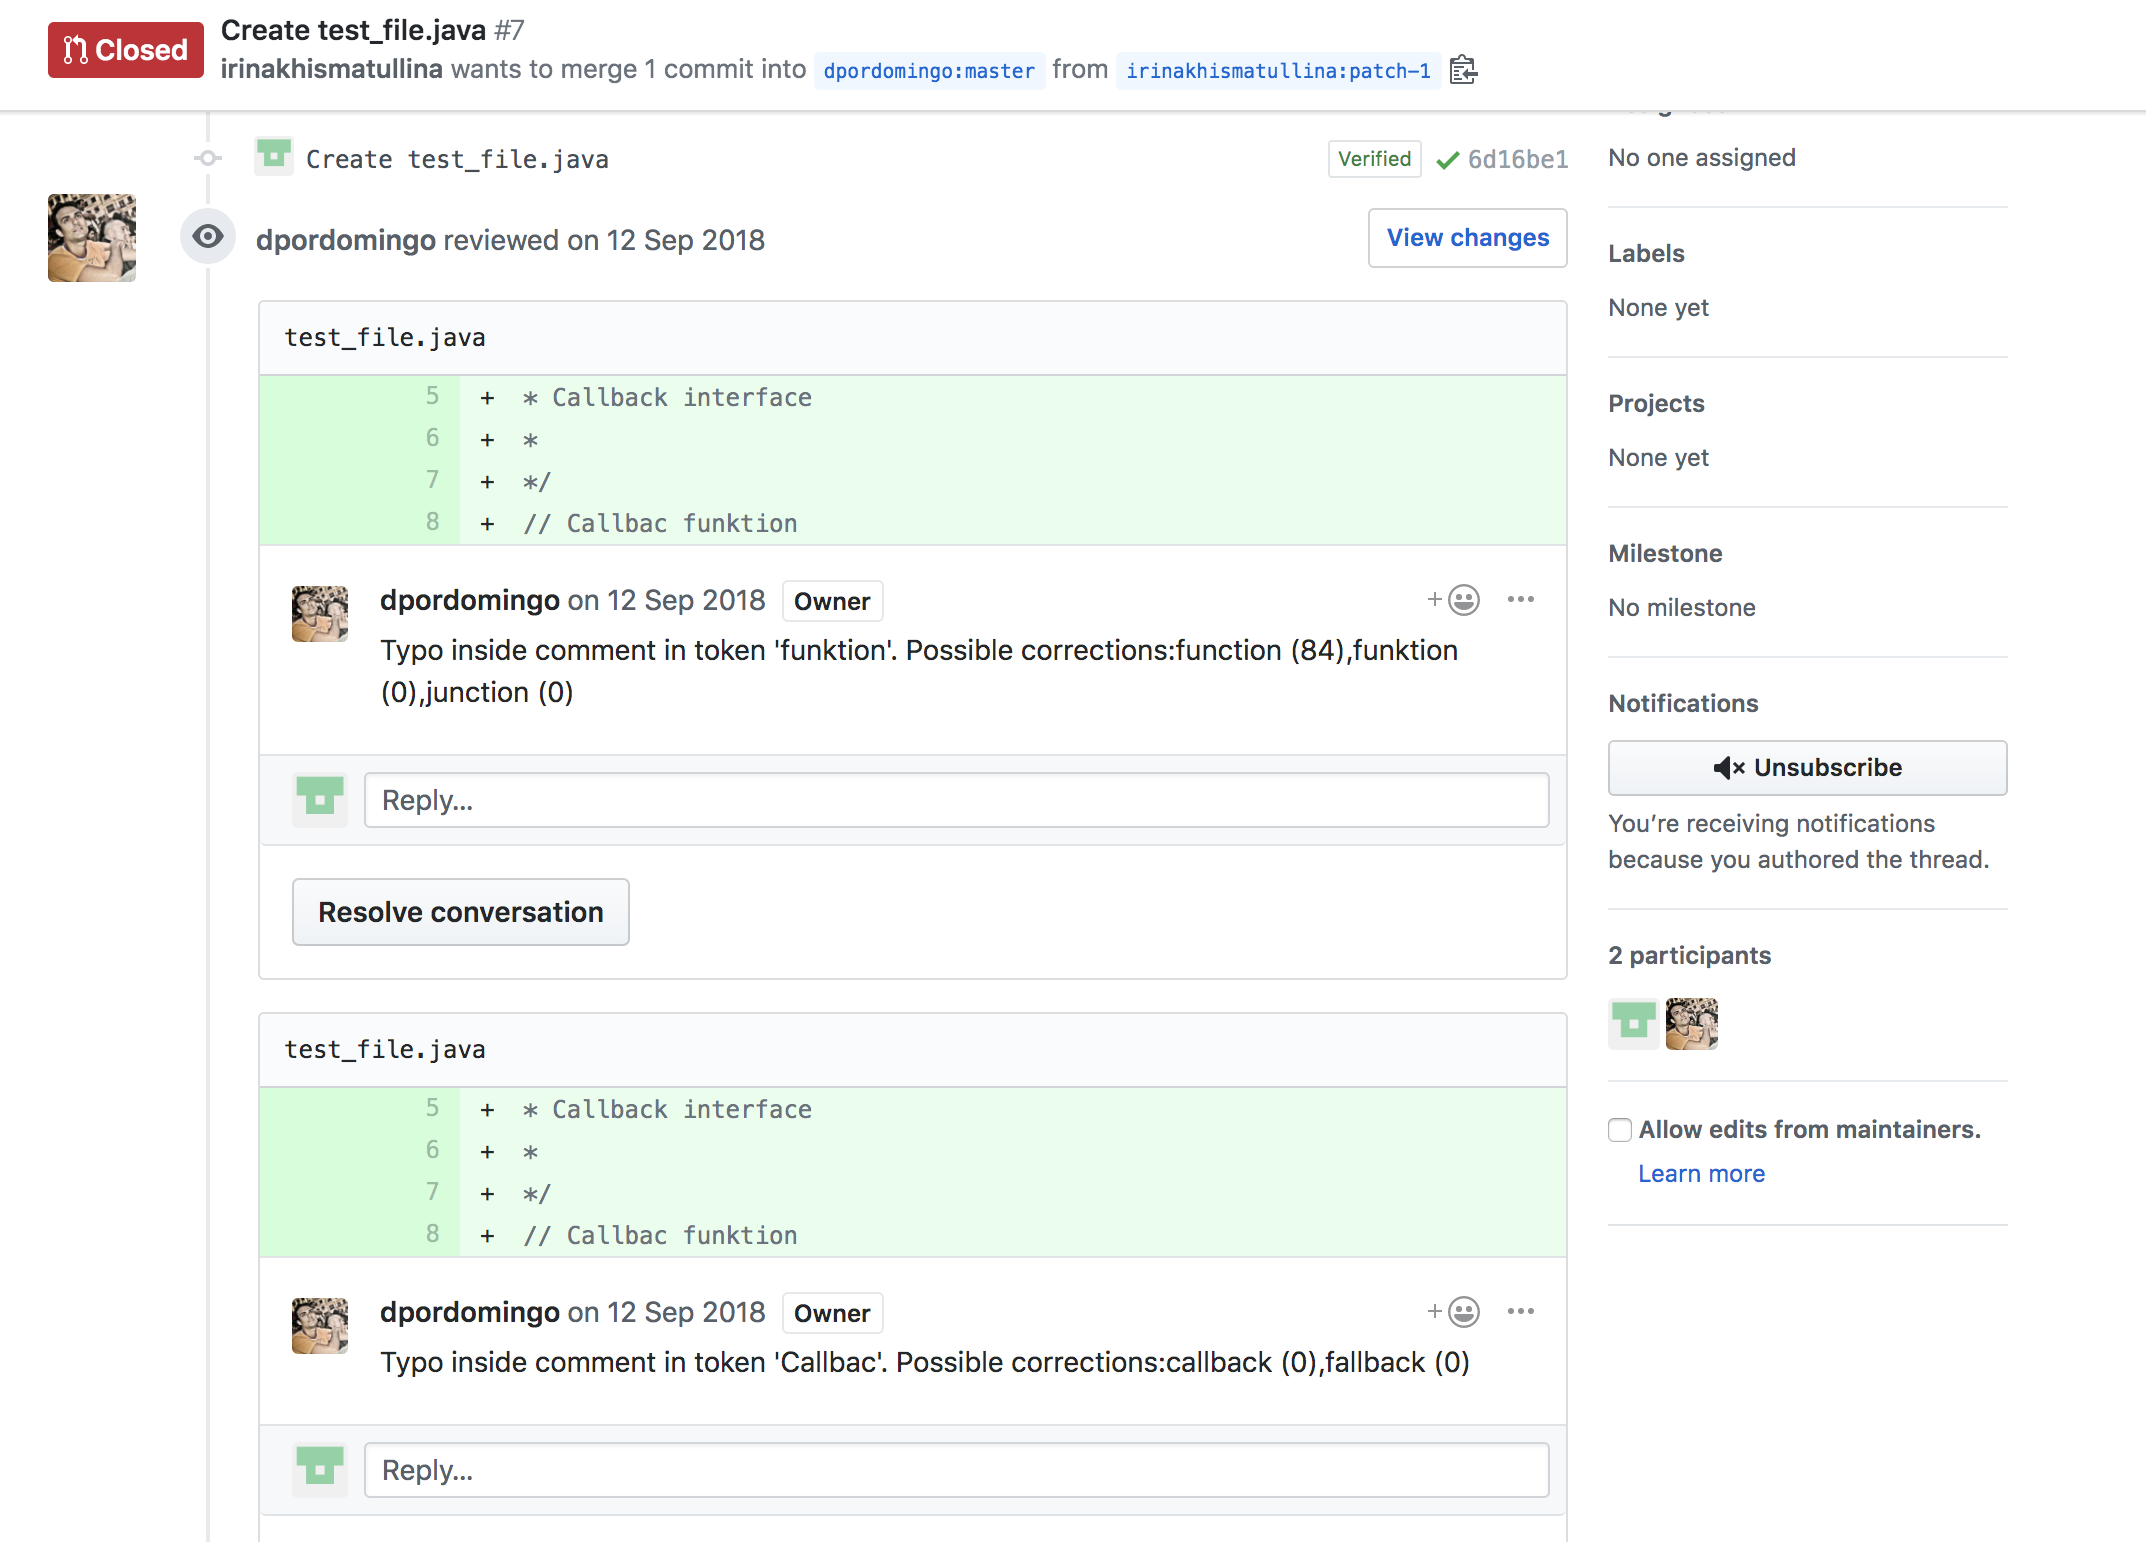 Closed
Create test_file.java #7
irinakhismatullina wants to merge 1 commit into dpordomingo:master from irinakhismatullina:patch-1
Create test_file.java
Verified 6d16be1
dpordomingo reviewed on 12 Sep 2018
View changes
test_file.java
5 + * Callback interface
6 + *
7 + */
8 + // Callbac funktion
dpordomingo on 12 Sep 2018 Owner
Typo inside comment in token 'funktion'. Possible corrections:function (84),funktion
(0),junction (0)
Reply...
Resolve conversation
test_file.java
5 + * Callback interface
6 + *
7 + */
8 + // Callbac funktion
dpordomingo on 12 Sep 2018 Owner
Typo inside comment in token 'Callbac'. Possible corrections:callback (0),fallback (0)
Reply...
No one assigned
Labels
None yet
Projects
None yet
Milestone
No milestone
Notifications
Unsubscribe
You’re receiving notifications
because you authored the thread.
2 participants
Allow edits from maintainers.
Learn more